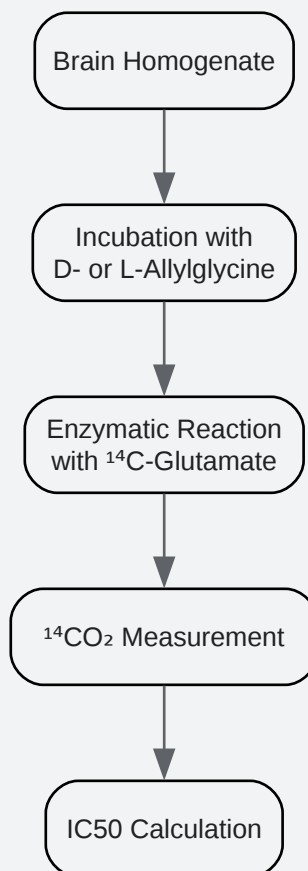 Brain Homogenate
Incubation with
D- or L-Allylglycine
Enzymatic Reaction
with ¹⁴C-Glutamate
¹⁴CO₂ Measurement
IC50 Calculation